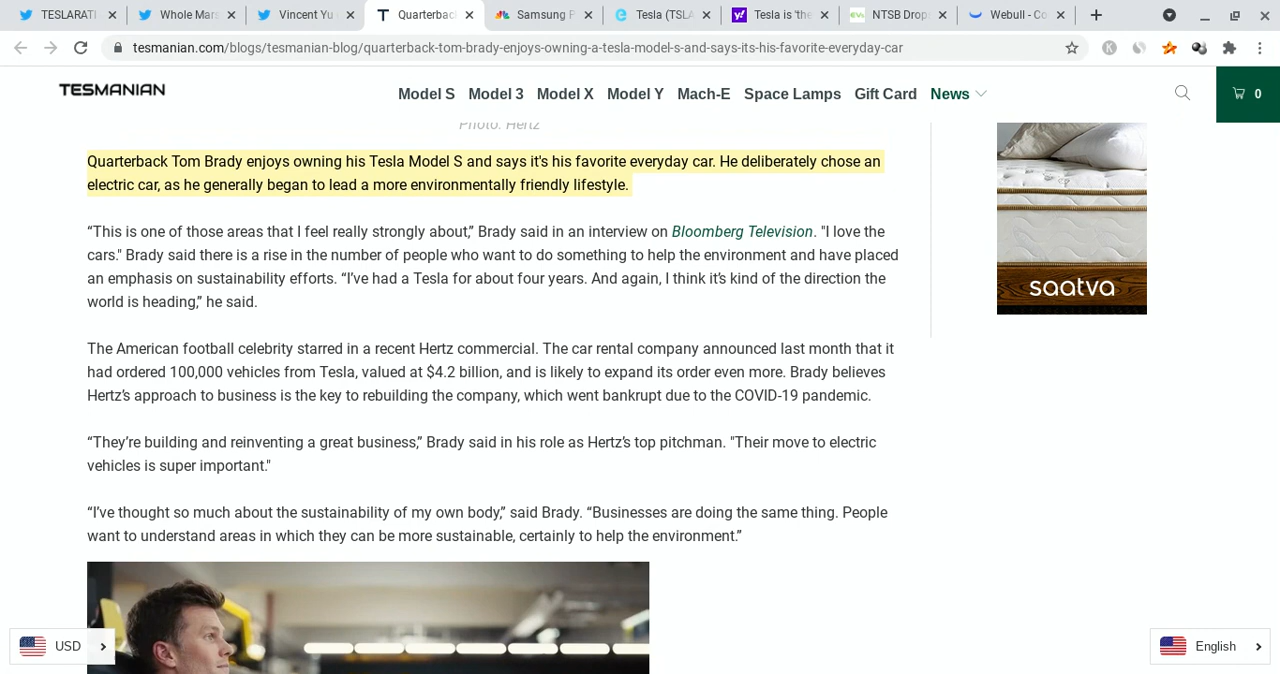 TESLARATI
Whole Mars
Vincent Yu
Quarterback
Samsung P
Tesla (TSLA
Tesla is 'the
NTSB Drop
Webull - Co
tesmanian.com/blogs/tesmanian-blog/quarterback-tom-brady-enjoys-owning-a-tesla-model-s-and-says-its-his-favorite-everyday-car
TESMANIAN
Model S Model 3 Model X Model Y Mach-E Space Lamps Gift Card News
0
Photo: Hertz
Quarterback Tom Brady enjoys owning his Tesla Model S and says it's his favorite everyday car. He deliberately chose an
electric car, as he generally began to lead a more environmentally friendly lifestyle.
“This is one of those areas that I feel really strongly about,” Brady said in an interview on Bloomberg Television. "I love the
cars." Brady said there is a rise in the number of people who want to do something to help the environment and have placed
an emphasis on sustainability efforts. “I’ve had a Tesla for about four years. And again, I think it’s kind of the direction the
world is heading,” he said.
The American football celebrity starred in a recent Hertz commercial. The car rental company announced last month that it
had ordered 100,000 vehicles from Tesla, valued at $4.2 billion, and is likely to expand its order even more. Brady believes
Hertz’s approach to business is the key to rebuilding the company, which went bankrupt due to the COVID-19 pandemic.
“They’re building and reinventing a great business,” Brady said in his role as Hertz’s top pitchman. "Their move to electric
vehicles is super important."
“I’ve thought so much about the sustainability of my own body,” said Brady. “Businesses are doing the same thing. People
want to understand areas in which they can be more sustainable, certainly to help the environment.”
saatva
USD
English